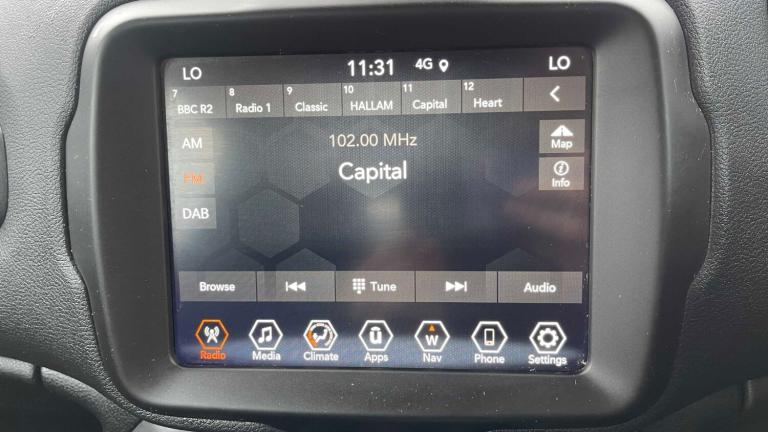 LO 11:31 4G LO
7 8 9 10 11 12
BBC R2 Radio 1 Classic HALLAM Capital Heart
AM 102.00 MHz Map
FM Capital Info
DAB
Browse Tune Audio
Radio Media Climate Apps Nav Phone Settings